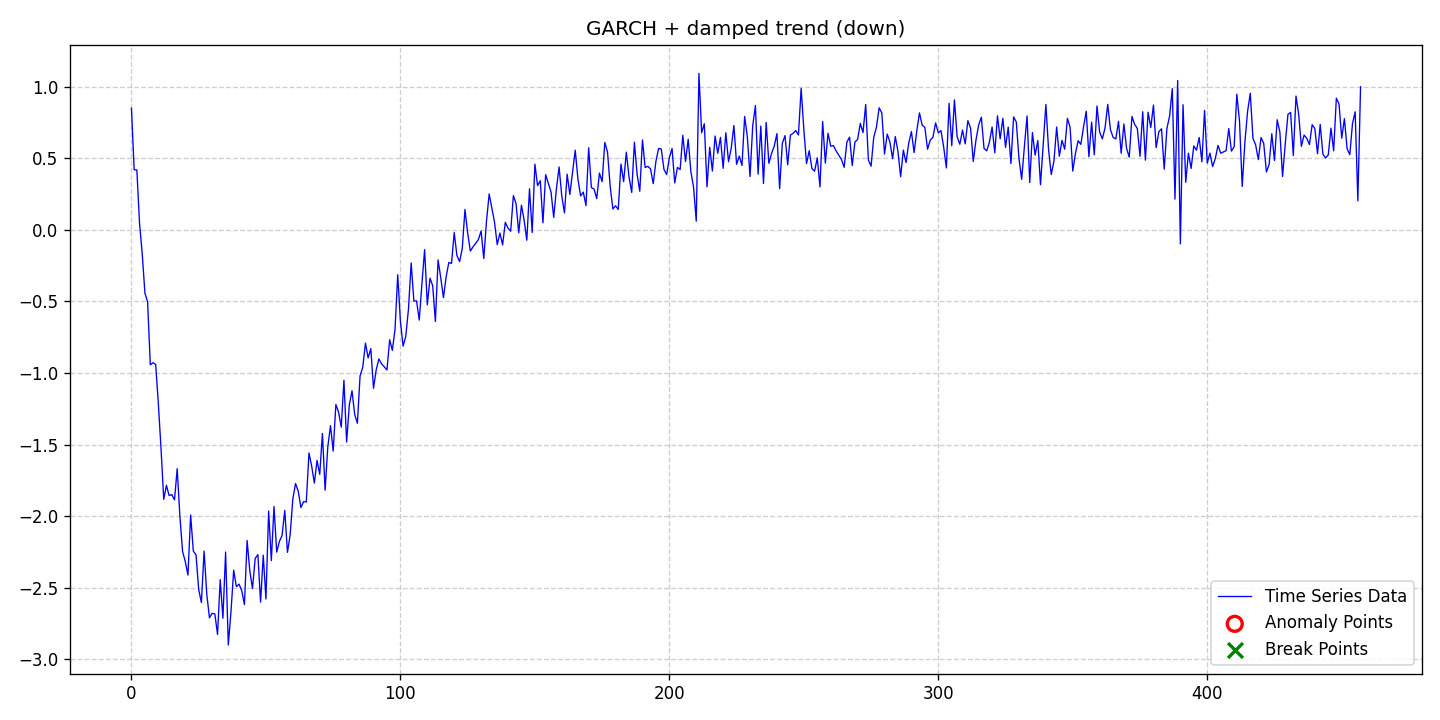 GARCH + damped trend (down)
1.0
0.5
0.0
−0.5
−1.0
−1.5
−2.0
−2.5
−3.0
0 100 200 300 400
Time Series Data
Anomaly Points
Break Points